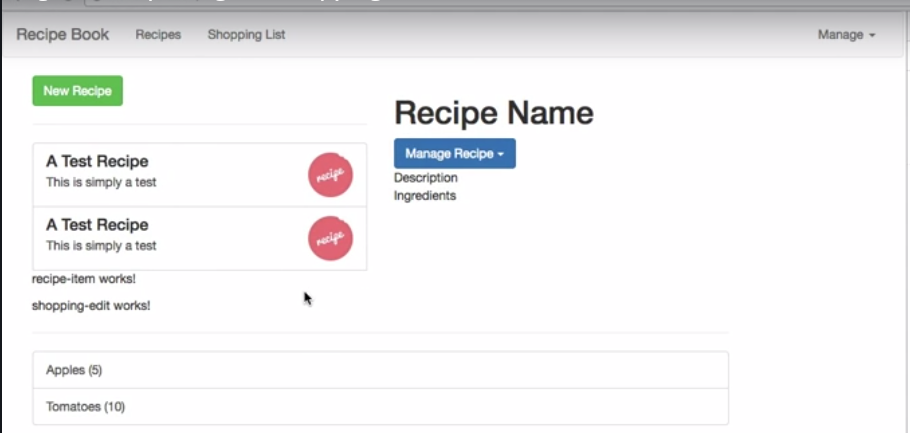 Recipe Book Recipes Shopping List Manage
New Recipe
A Test Recipe
This is simply a test
recipe
A Test Recipe
This is simply a test
recipe
recipe-item works!
shopping-edit works!
Recipe Name
Manage Recipe
Description
Ingredients
Apples (5)
Tomatoes (10)